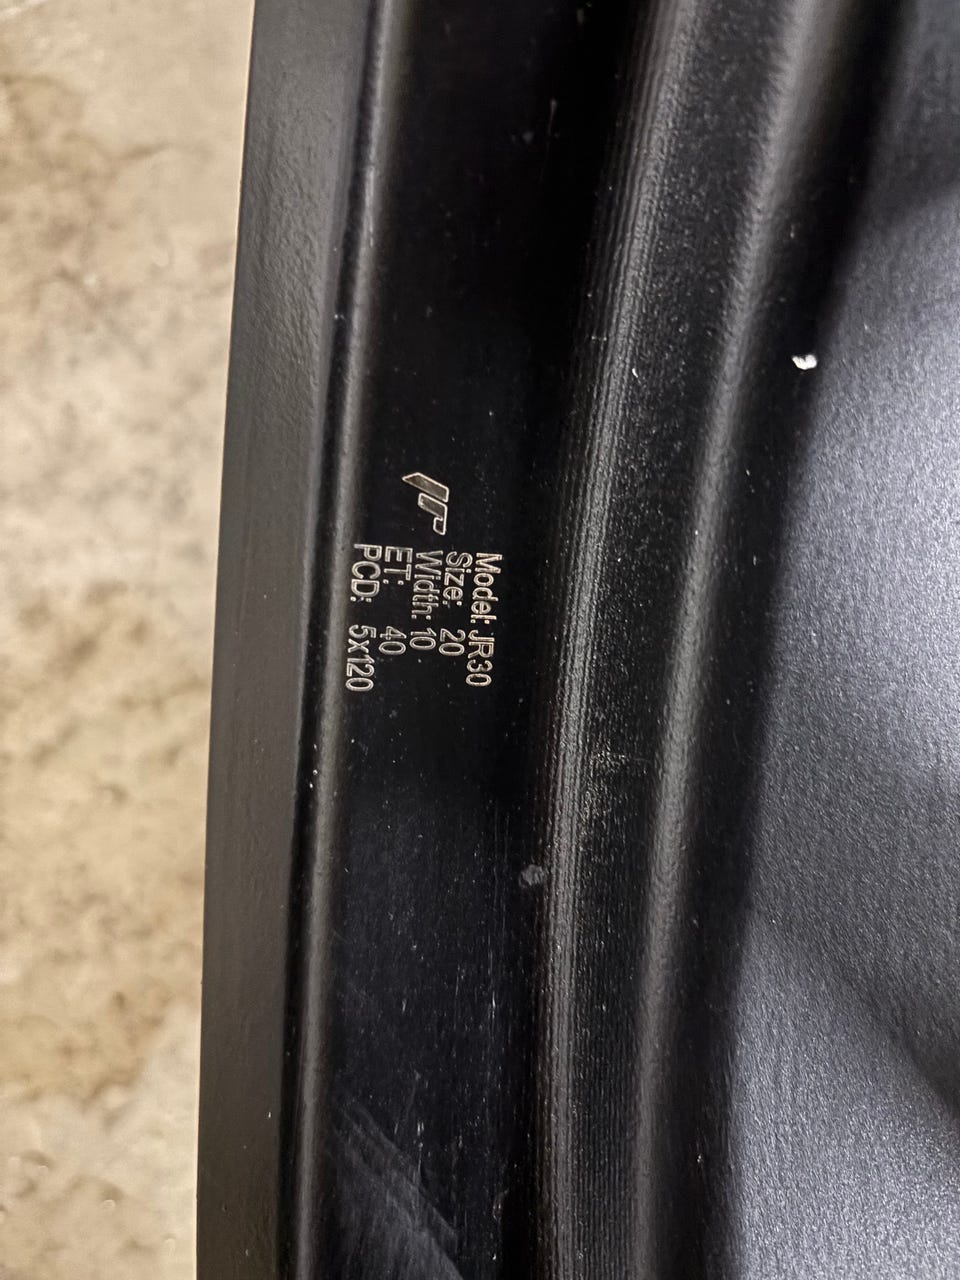 Model: JR30
Size: 20
Width: 10
ET: 40
PCD: 5x120